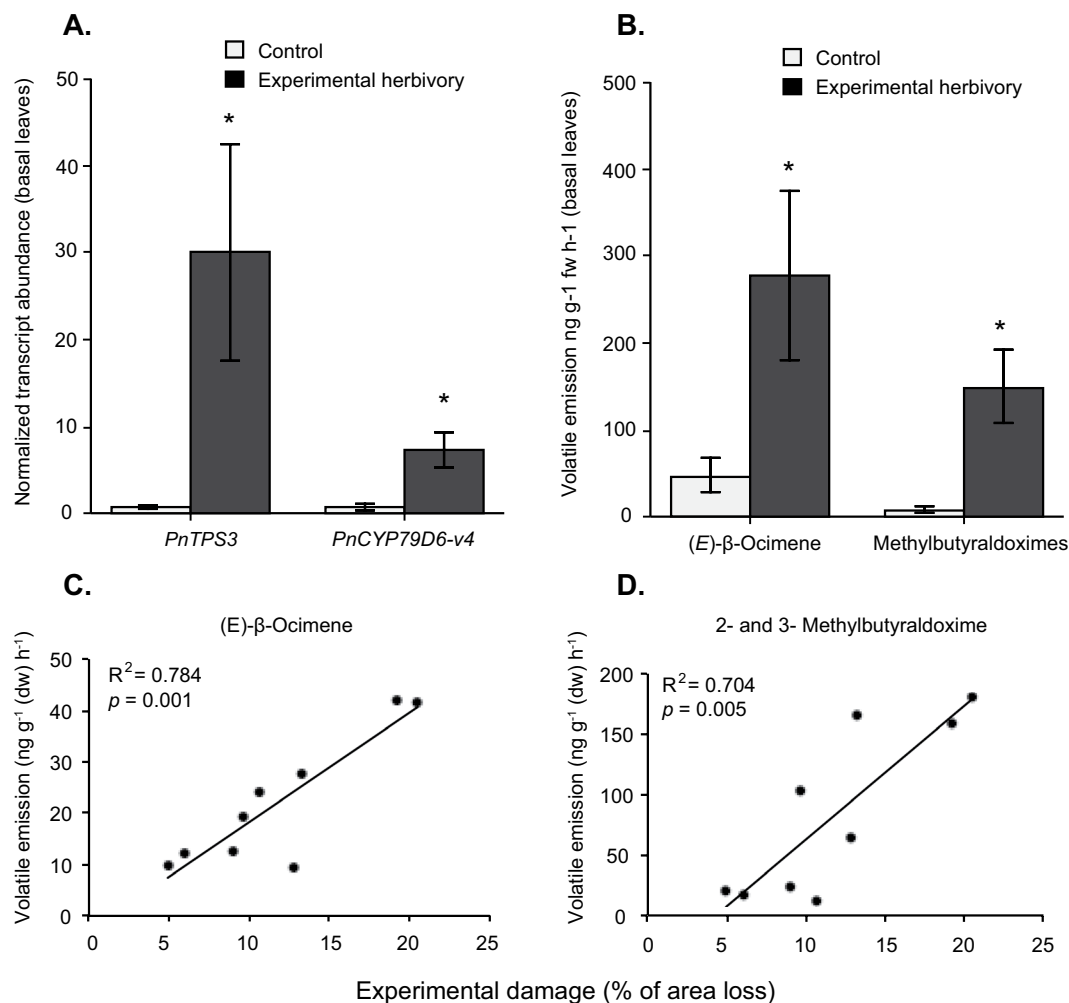 A.
Control
Experimental herbivory
Normalized transcript abundance (basal leaves)
50
40
30
20
10
0
*
*
PnTPS3
PnCYP79D6-v4
B.
Control
Experimental herbivory
Volatile emission ng g-1 fw h-1 (basal leaves)
500
400
300
200
100
0
*
*
(E)-β-Ocimene
Methylbutyraldoximes
C.
(E)-β-Ocimene
R² = 0.784
p = 0.001
Volatile emission (ng g⁻¹ (dw) h⁻¹)
50
40
30
20
10
0
0 5 10 15 20 25
D.
2- and 3- Methylbutyraldoxime
R² = 0.704
p = 0.005
Volatile emission (ng g⁻¹ (dw) h⁻¹)
200
150
100
50
0
0 5 10 15 20 25
Experimental damage (% of area loss)